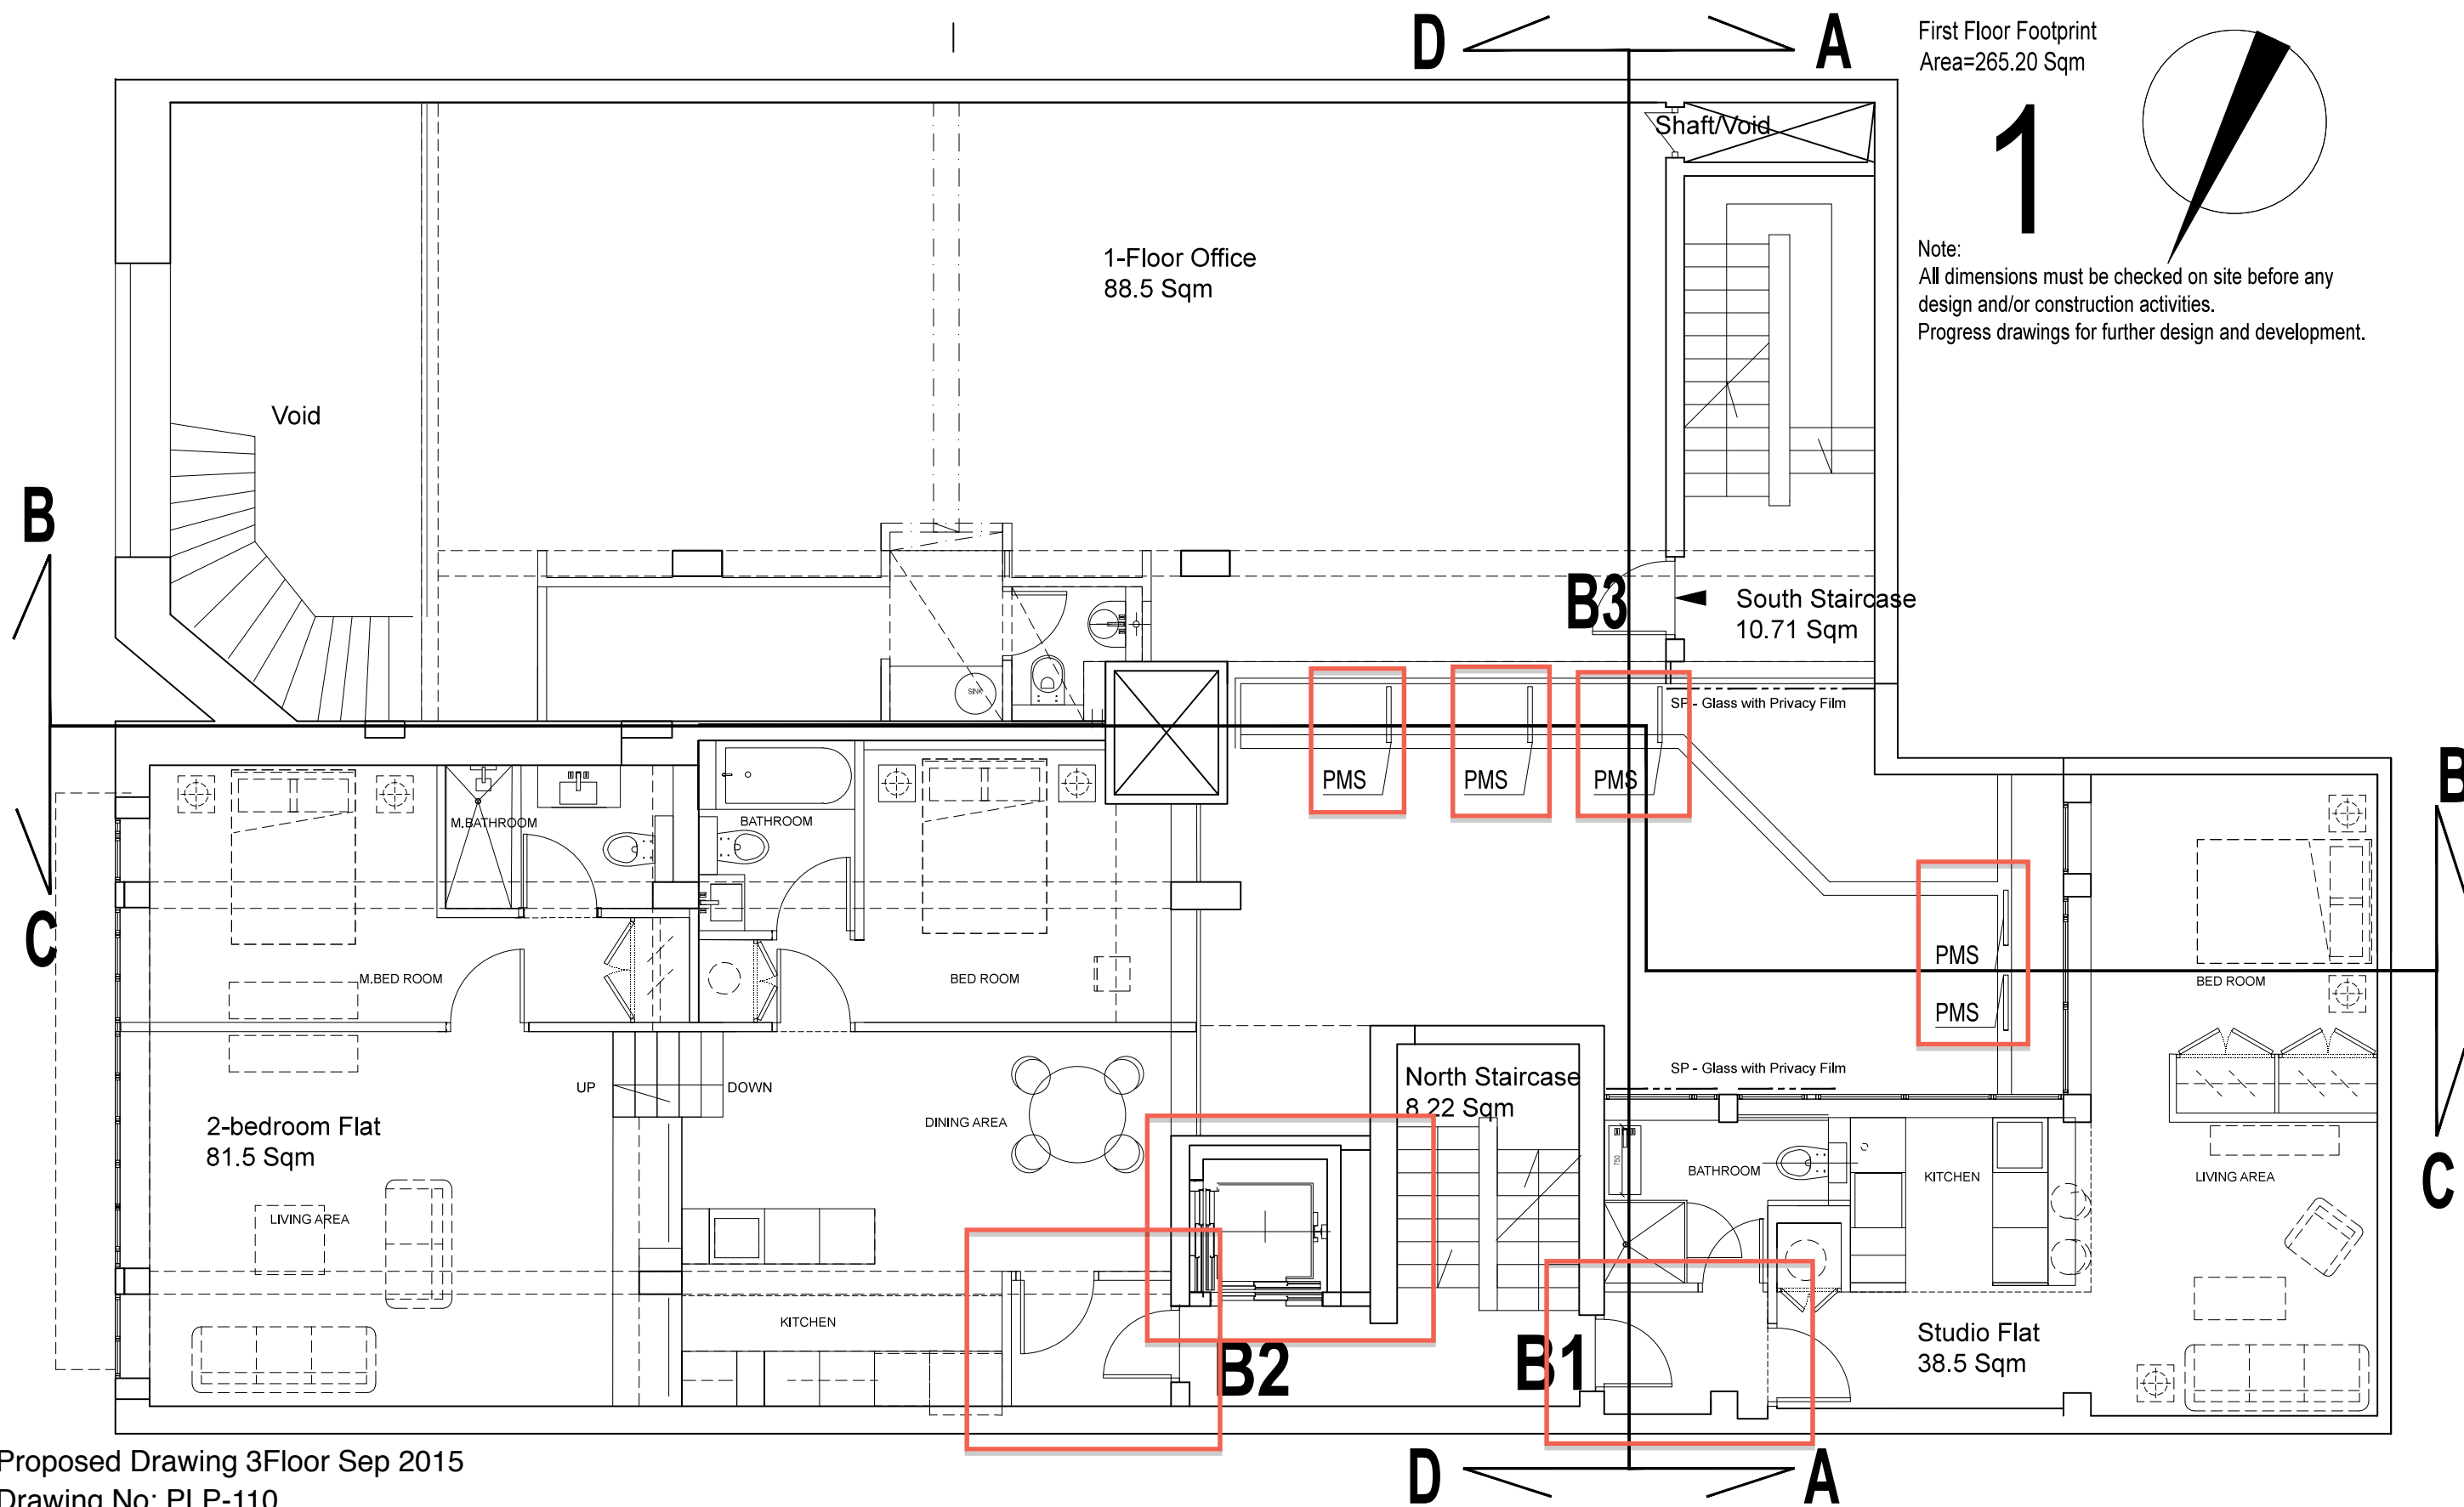 D
A
First Floor Footprint
Area=265.20 Sqm
1
Shaft/Void
Note:
All dimensions must be checked on site before any
design and/or construction activities.
Progress drawings for further design and development.
1-Floor Office
88.5 Sqm
Void
B
B3
South Staircase
10.71 Sqm
SINK
SP - Glass with Privacy Film
PMS
PMS
PMS
B
M.BATHROOM
BATHROOM
C
M.BED ROOM
BED ROOM
PMS
PMS
BED ROOM
UP
DOWN
North Staircase
8.22 Sqm
SP - Glass with Privacy Film
2-bedroom Flat
81.5 Sqm
DINING AREA
750
BATHROOM
KITCHEN
LIVING AREA
C
LIVING AREA
KITCHEN
B2
B1
Studio Flat
38.5 Sqm
Proposed Drawing 3Floor Sep 2015
Drawing No: PLP-110
D
A